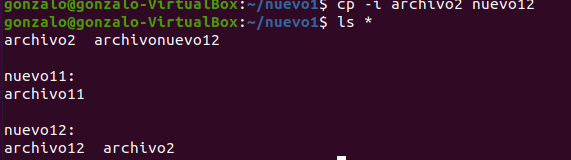 gonzalo@gonzalo-VirtualBox:~/nuevo1$ cp -i archivo2 nuevo12
gonzalo@gonzalo-VirtualBox:~/nuevo1$ ls *
archivo2  archivonuevo12
nuevo11:
archivo11
nuevo12:
archivo12  archivo2